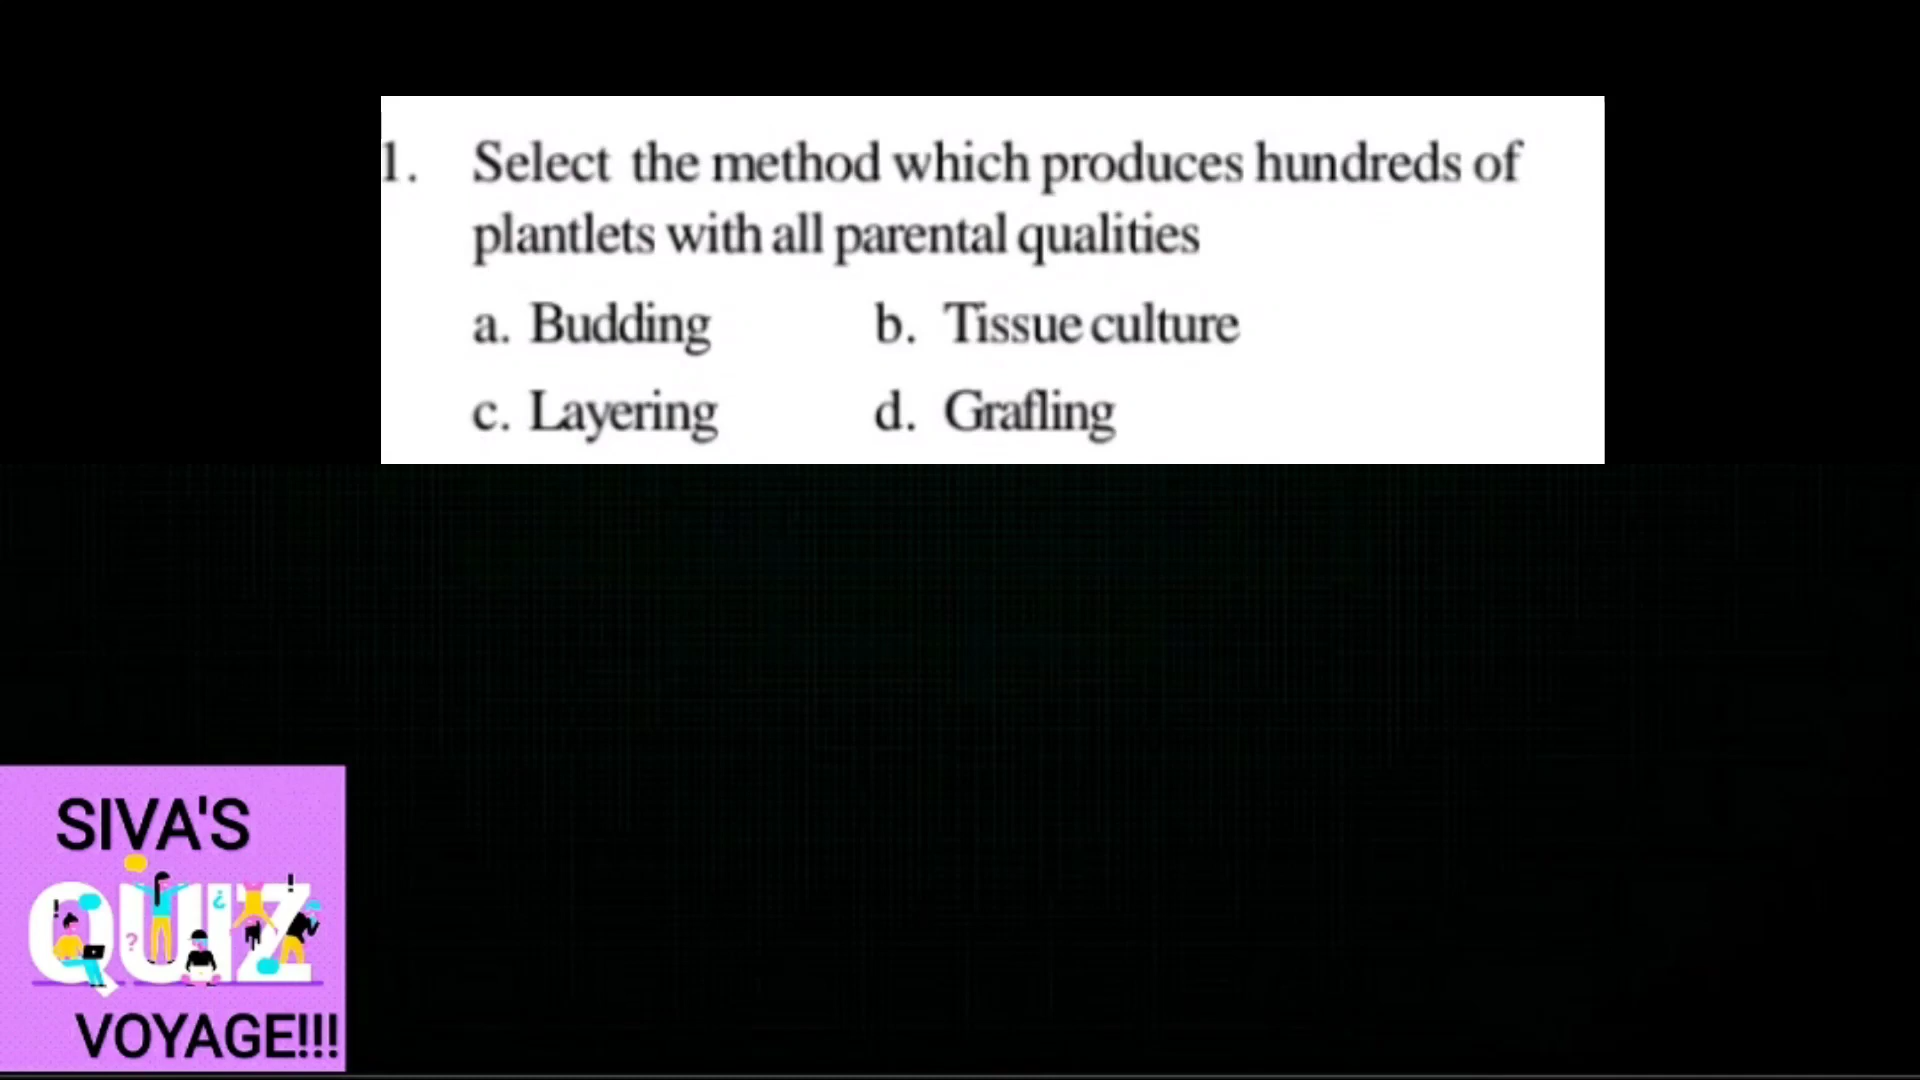 1. Select the method which produces hundreds of
plantlets with all parental qualities
a. Budding b. Tissue culture
c. Layering d. Grafling
SIVA'S
QUIZ
VOYAGE!!!